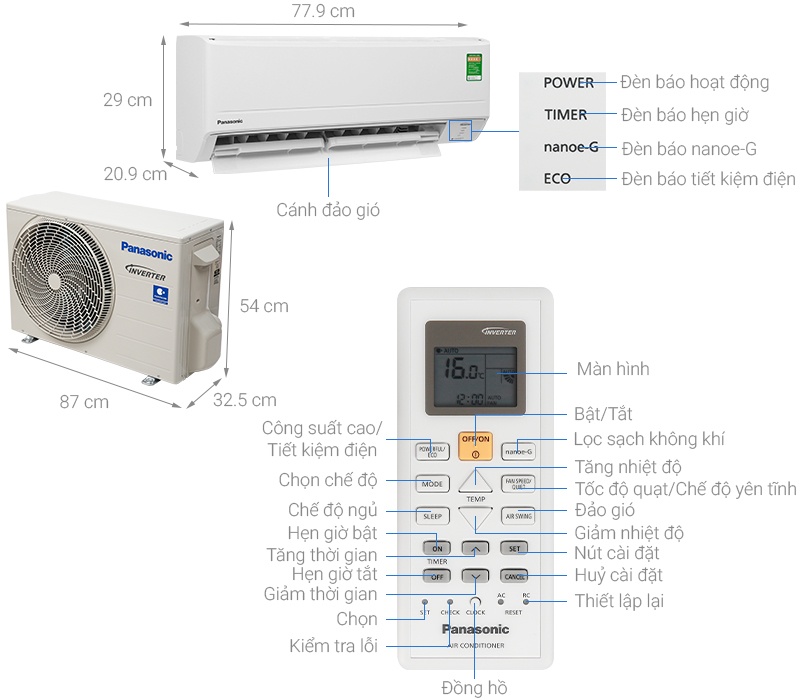 77.9 cm
29 cm
20.9 cm
Panasonic
Cánh đảo gió
POWER
Đèn báo hoạt động
TIMER
Đèn báo hẹn giờ
nanoe-G
Đèn báo nanoe-G
ECO
Đèn báo tiết kiệm điện
Panasonic
INVERTER
54 cm
87 cm
32.5 cm
INVERTER
AUTO
16.0°C
12:00
AUTO
Màn hình
Bật/Tắt
Công suất cao/
Tiết kiệm điện
POWERFUL/
ECO
OFF/ON
nanoe-G
Lọc sạch không khí
Tăng nhiệt độ
Chọn chế độ
MODE
TEMP
FAN SPEED/
QUIET
Tốc độ quạt/Chế độ yên tĩnh
Chế độ ngủ
SLEEP
AIR SWING
Đảo gió
Giảm nhiệt độ
Hẹn giờ bật
ON
SET
Nút cài đặt
Tăng thời gian
TIMER
Hẹn giờ tắt
OFF
CANCEL
Huỷ cài đặt
Giảm thời gian
AC
RC
Thiết lập lại
SET
CHECK
CLOCK
RESET
Chọn
Panasonic
AIR CONDITIONER
Kiểm tra lỗi
Đồng hồ